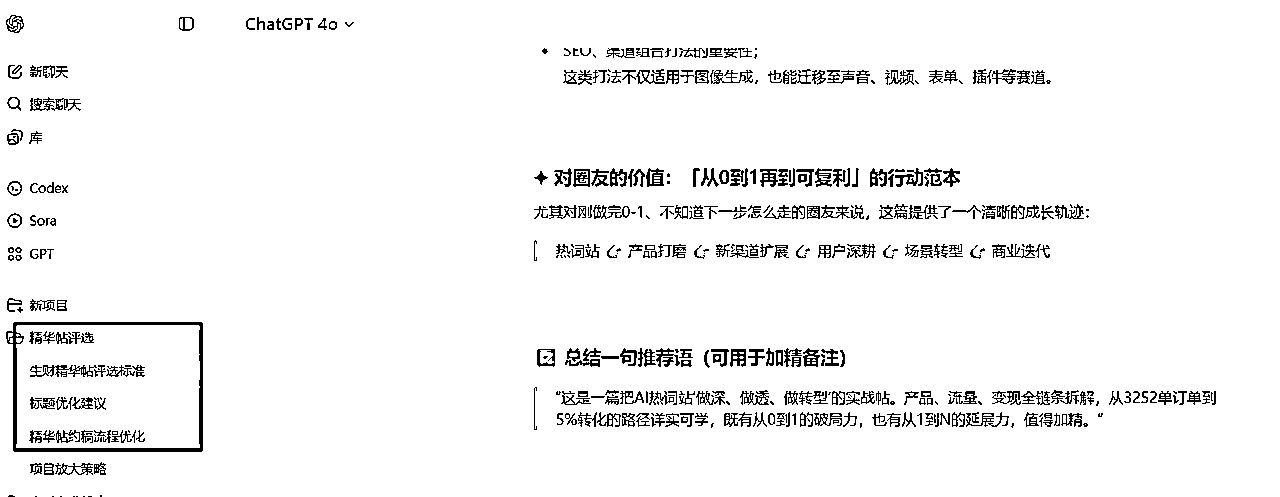 ChatGPT 4o
新聊天
搜索聊天
库
Codex
Sora
GPT
新项目
精华帖评选
生财精华帖评选标准
标题优化建议
精华帖约稿流程优化
项目放大策略
SEO、渠道组合打法的重要性；
这类打法不仅适用于图像生成，也能迁移至声音、视频、表单、插件等赛道。
对圈友的价值：「从0到1再到可复利」的行动范本
尤其对刚做完0-1、不知道下一步怎么走的圈友来说，这篇提供了一个清晰的成长轨迹：
热词站 👉 产品打磨 👉 新渠道扩展 👉 用户深耕 👉 场景转型 👉 商业迭代
总结一句推荐语（可用于加精备注）
“这是一篇把AI热词站‘做深、做透、做转型’的实战帖。产品、流量、变现全链条拆解，从3252单订单到
5%转化的路径详实可学，既有从0到1的破局力，也有从1到N的延展力，值得加精。”